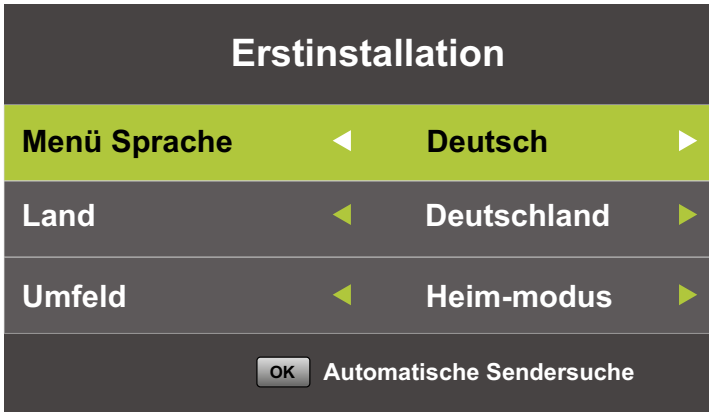 Erstinstallation
Menü Sprache Deutsch
Land Deutschland
Umfeld Heim-modus
OK Automatische Sendersuche